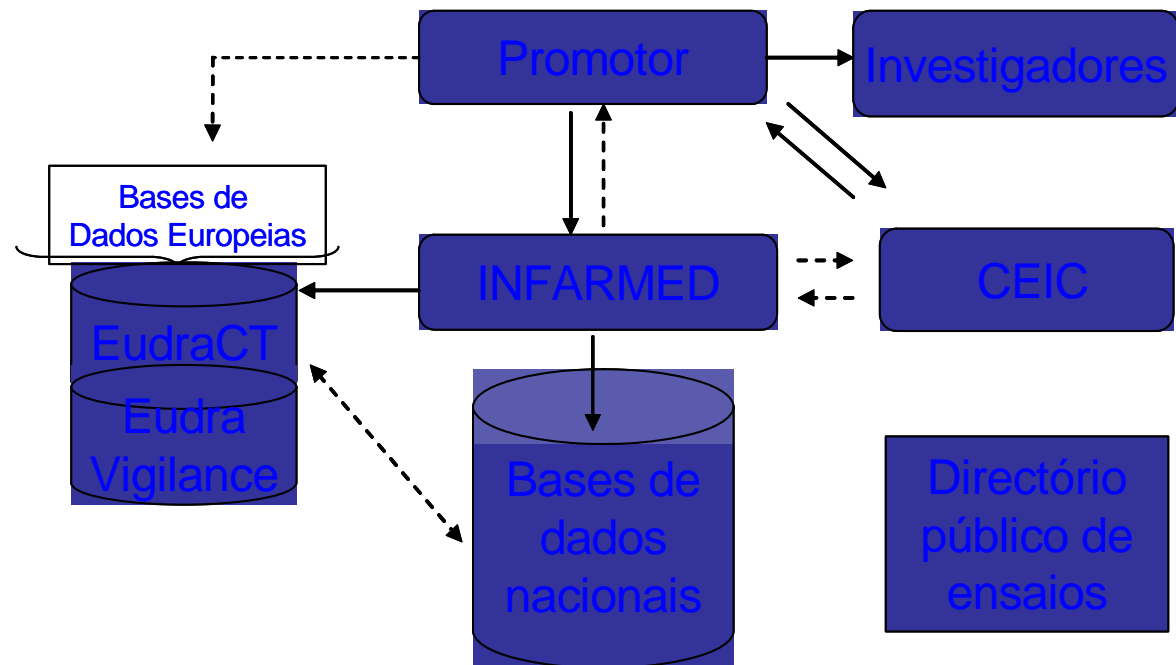 Promotor
Investigadores
Bases de
Dados Europeias
INFARMED
CEIC
EudraCT
Eudra
Vigilance
Bases de
dados
nacionais
Directório
público de
ensaios